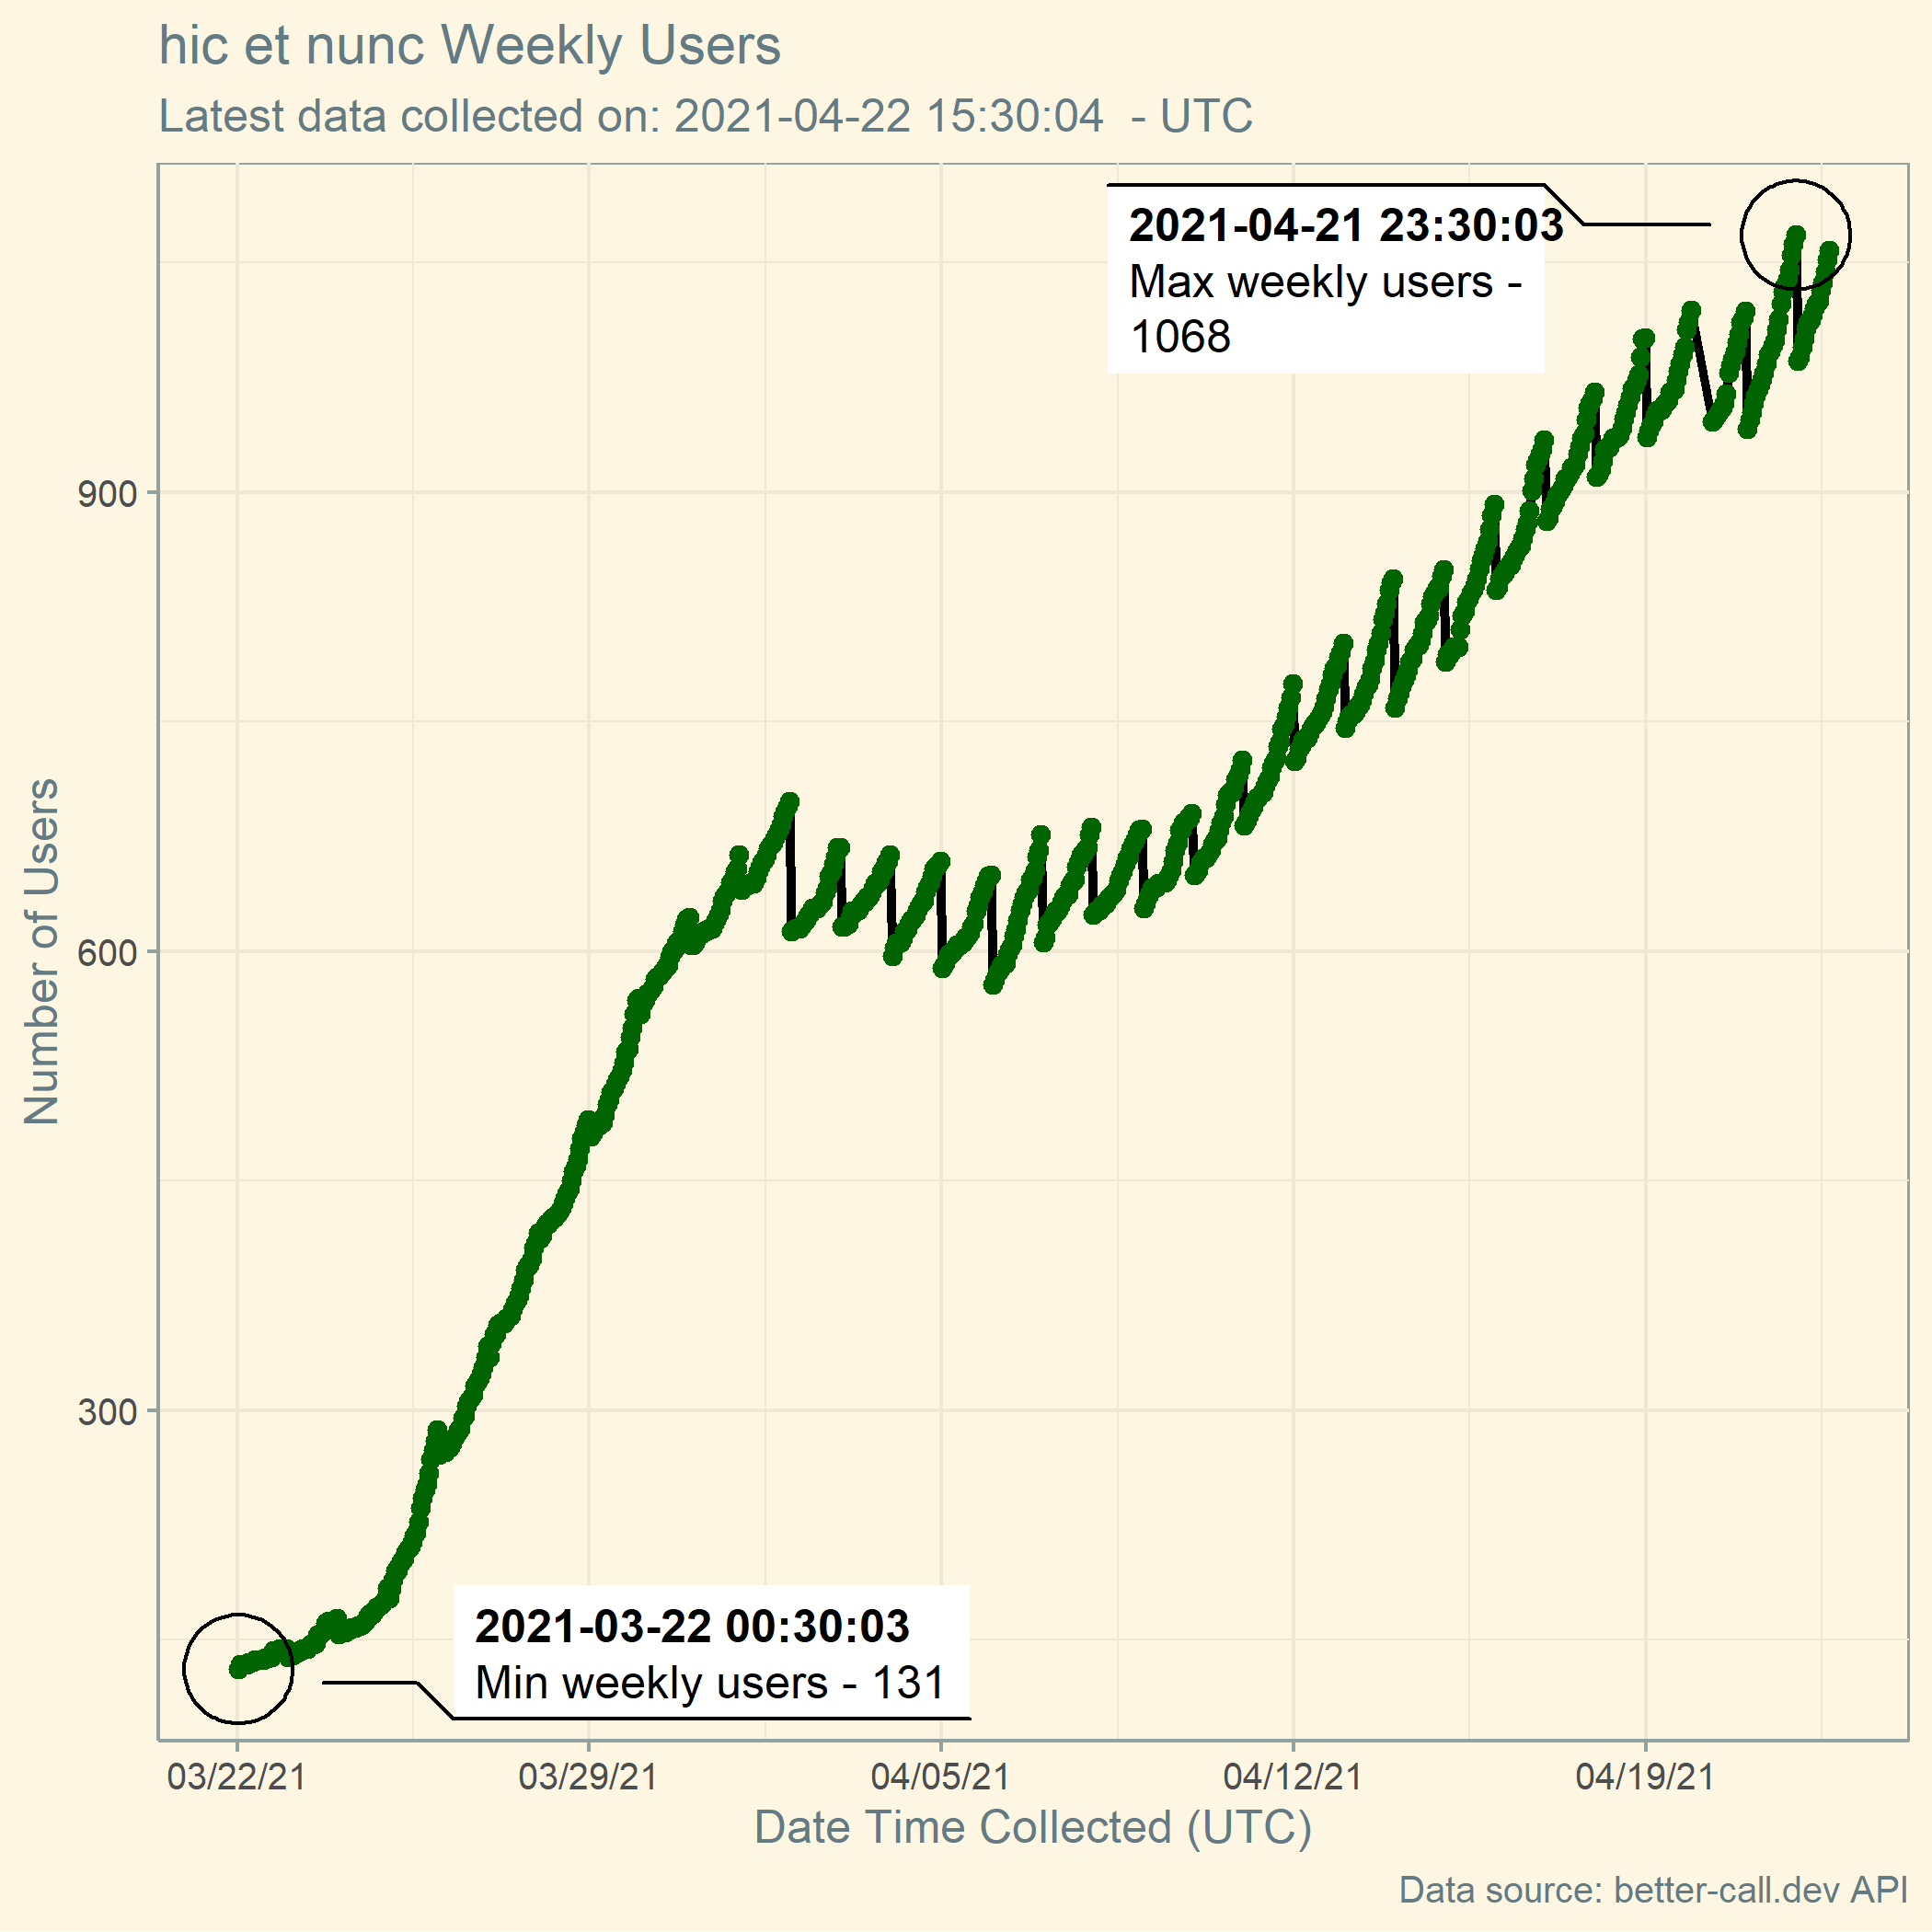 hic et nunc Weekly Users
Latest data collected on: 2021-04-22 15:30:04  - UTC
2021-04-21 23:30:03
Max weekly users -
1068
900
600
300
Number of Users
2021-03-22 00:30:03
Min weekly users - 131
03/22/21 03/29/21 04/05/21 04/12/21 04/19/21
Date Time Collected (UTC)
Data source: better-call.dev API